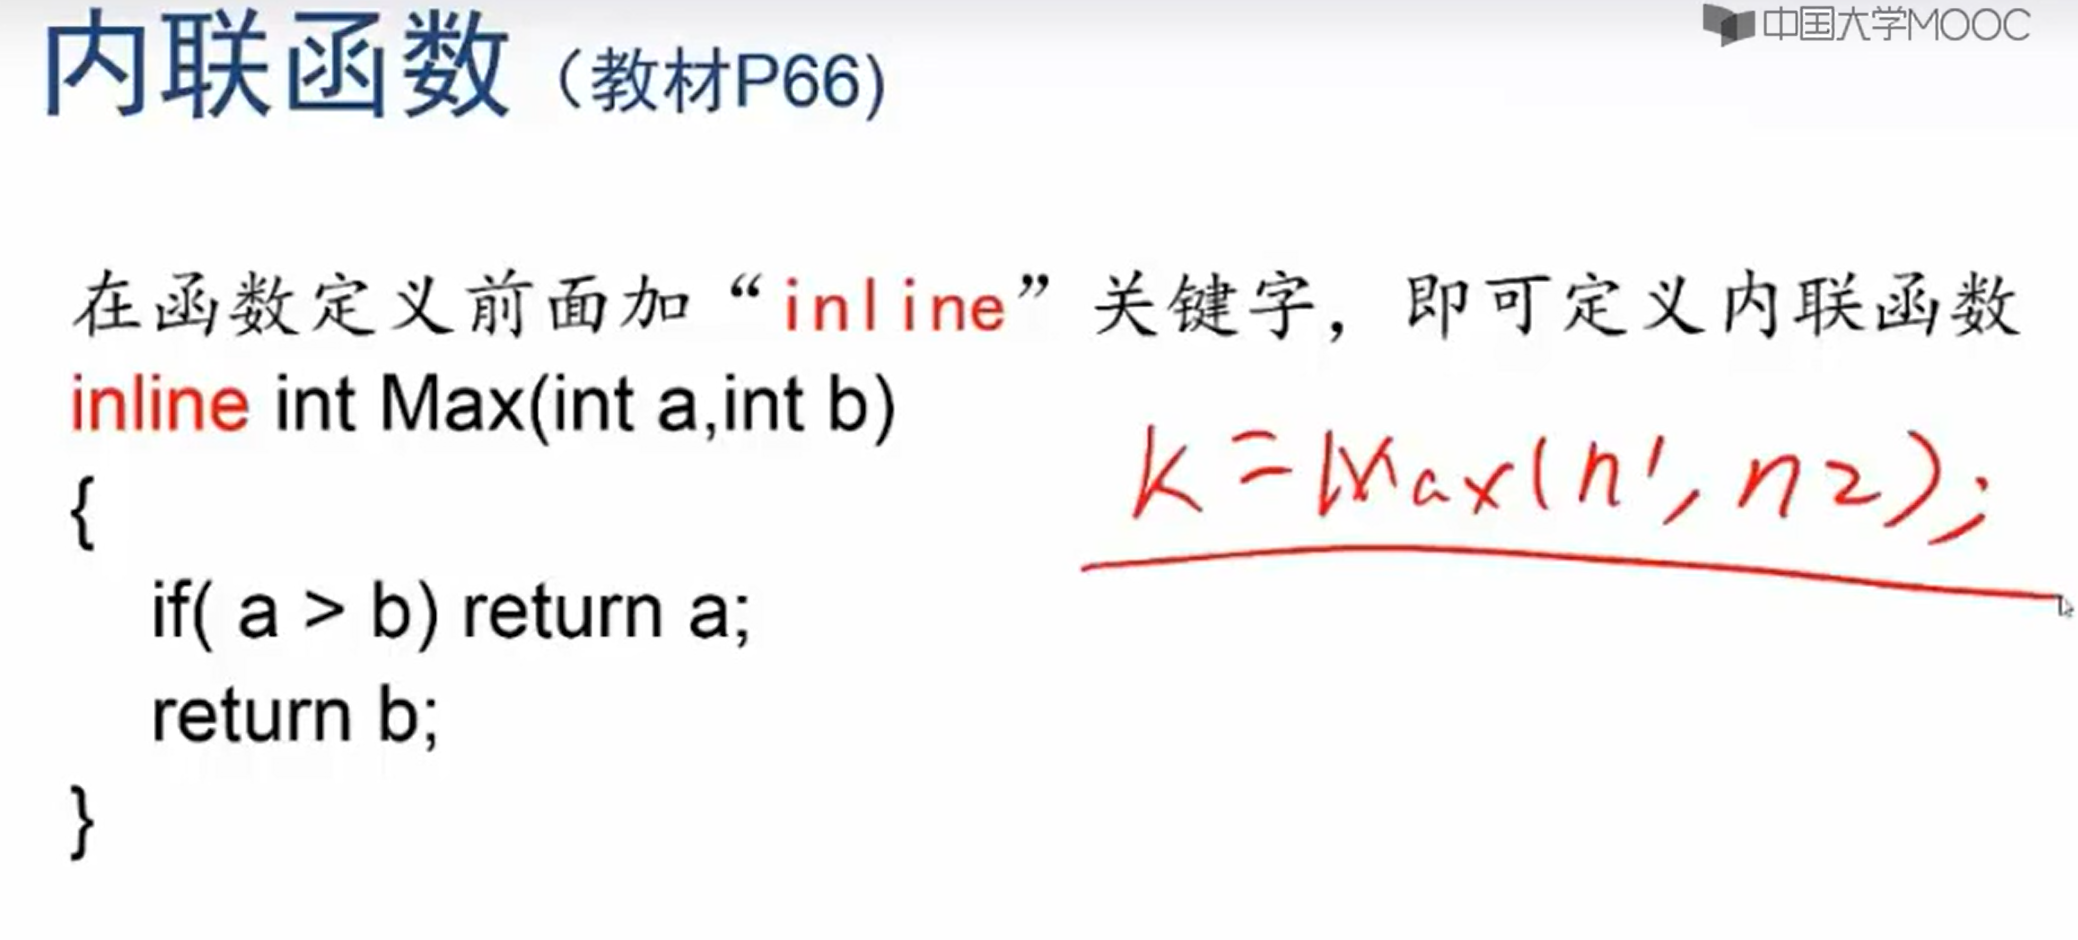 中国大学MOOC
内联函数（教材P66)
在函数定义前面加“inline”关键字，即可定义内联函数
inline int Max(int a,int b)
{
if( a > b) return a;
return b;
}
k = Max(n1, n2);